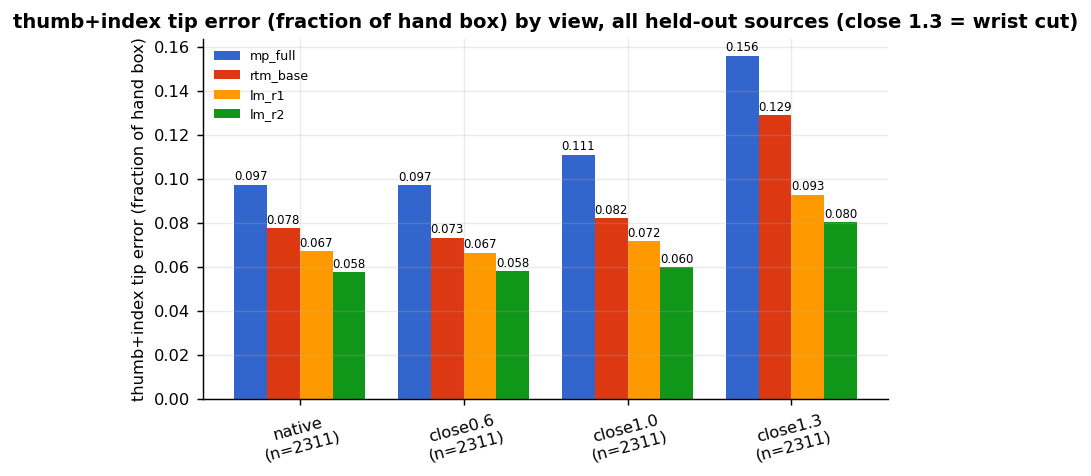 thumb+index tip error (fraction of hand box) by view, all held-out sources (close 1.3 = wrist cut)
thumb+index tip error (fraction of hand box)
0.16
0.14
0.12
0.10
0.08
0.06
0.04
0.02
0.00
mp_full
rtm_base
lm_r1
lm_r2
0.097
0.078
0.067
0.058
0.097
0.073
0.067
0.058
0.111
0.082
0.072
0.060
0.156
0.129
0.093
0.080
native
(n=2311)
close0.6
(n=2311)
close1.0
(n=2311)
close1.3
(n=2311)